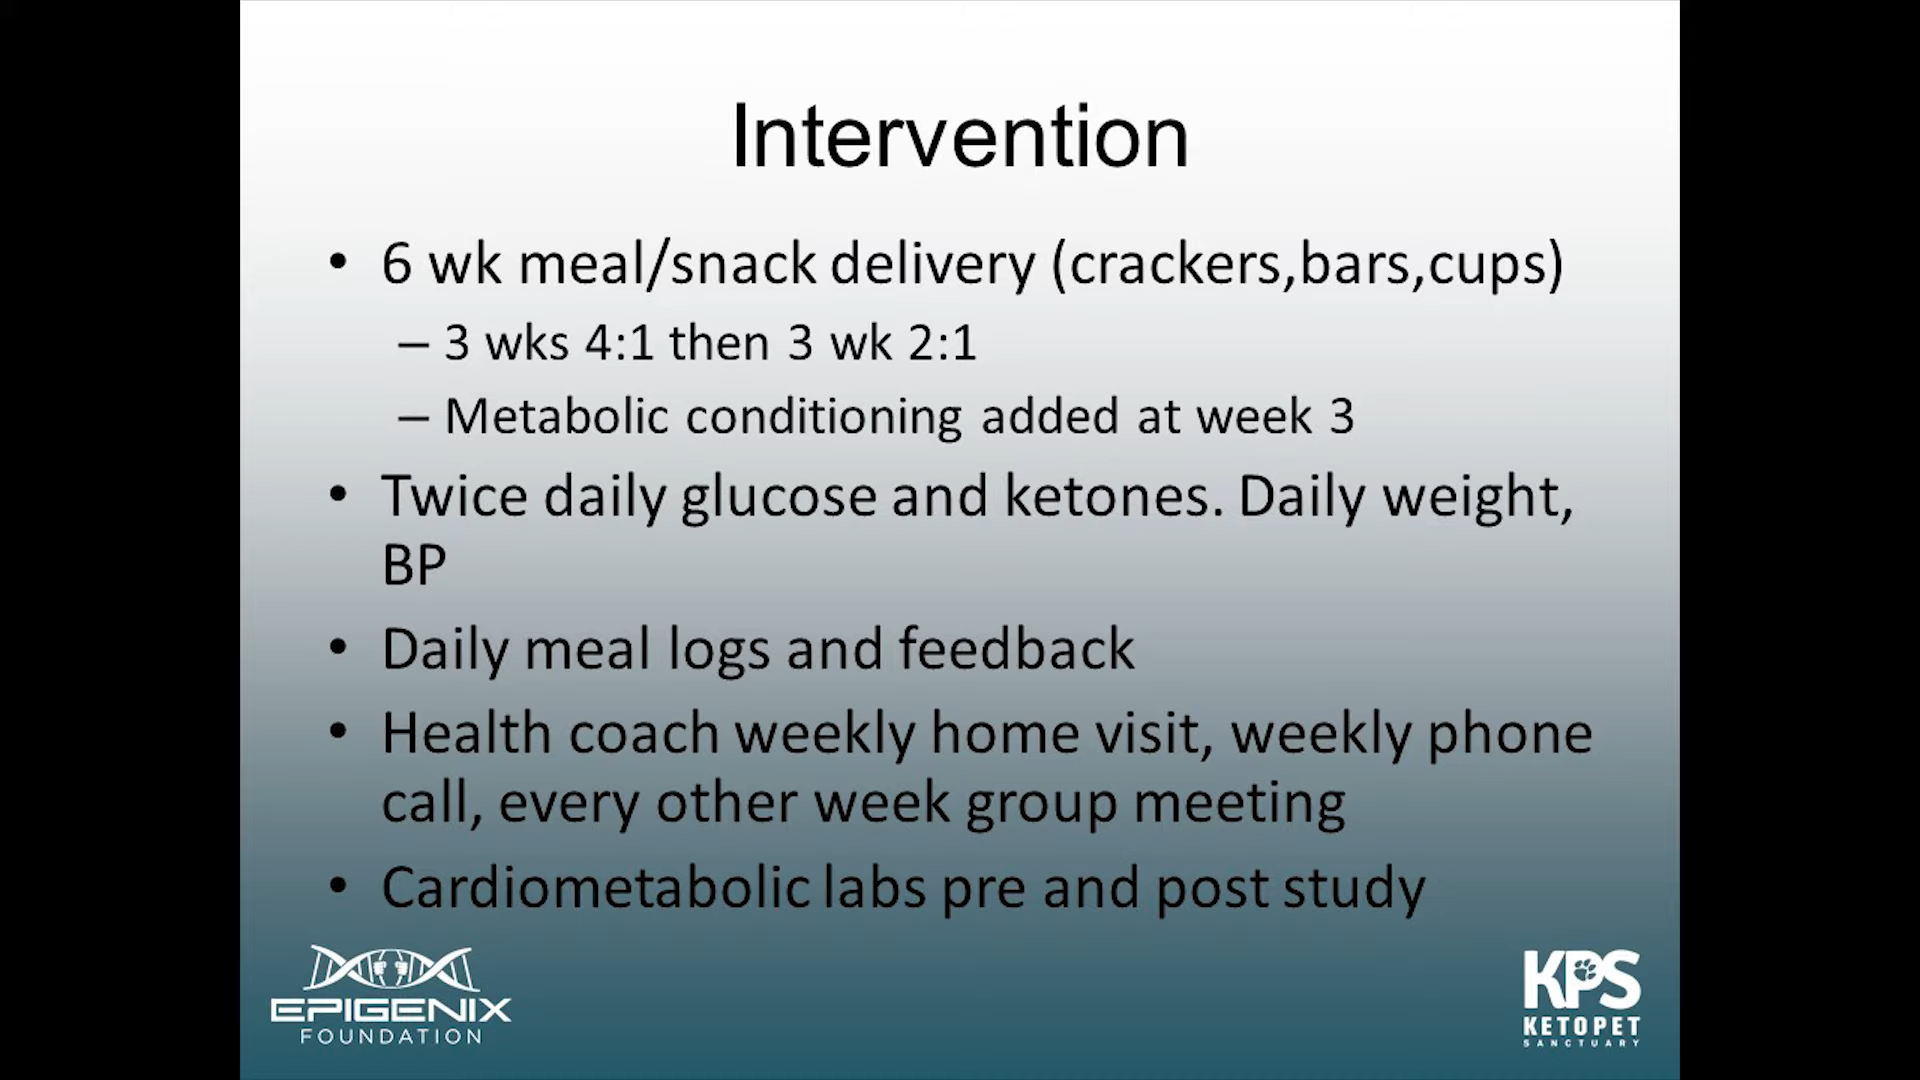 Intervention
• 6 wk meal/snack delivery (crackers,bars,cups)
– 3 wks 4:1 then 3 wk 2:1
– Metabolic conditioning added at week 3
• Twice daily glucose and ketones. Daily weight,
BP
• Daily meal logs and feedback
• Health coach weekly home visit, weekly phone
call, every other week group meeting
• Cardiometabolic labs pre and post study
EPIGENIX
FOUNDATION
KPS
KETOPET
SANCTUARY